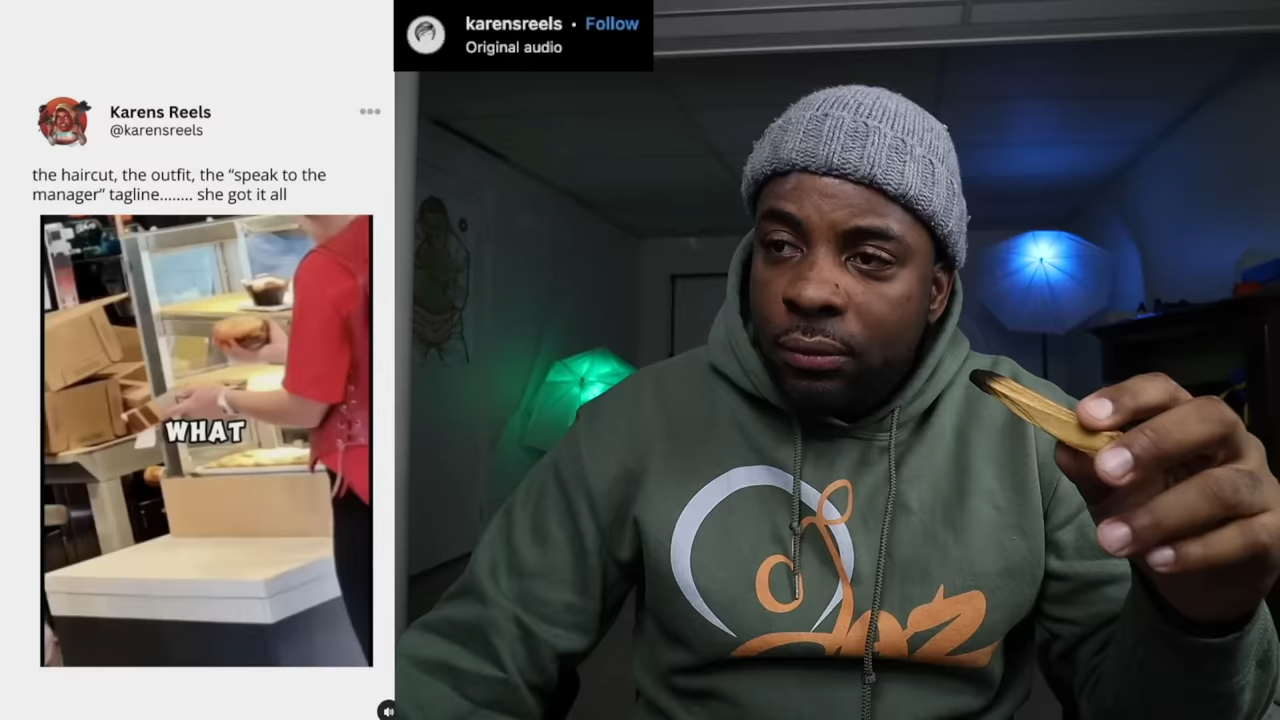 karensreels • Follow
Original audio
Karens Reels
@karensreels
the haircut, the outfit, the “speak to the
manager” tagline........ she got it all
WHAT